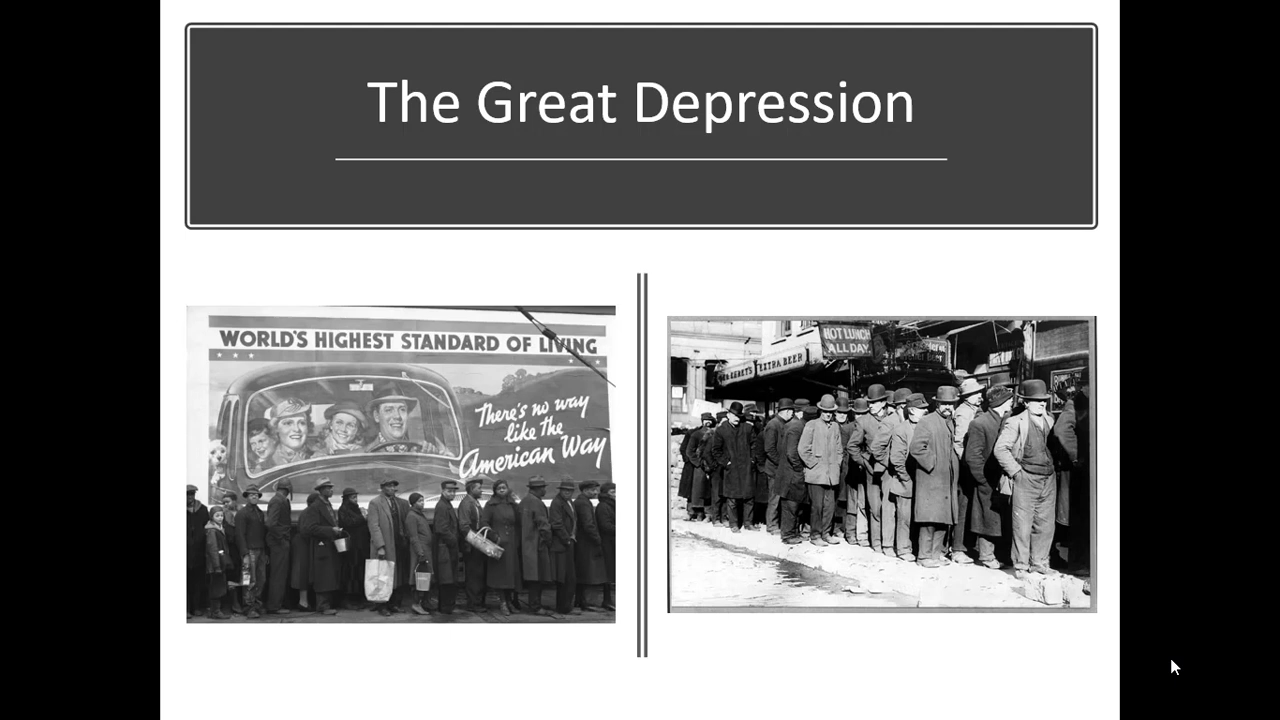 The Great Depression
WORLD'S HIGHEST STANDARD OF LIVING
There's no way
like the
American Way
HOT LUNCH
ALL DAY
EXTRA BEER